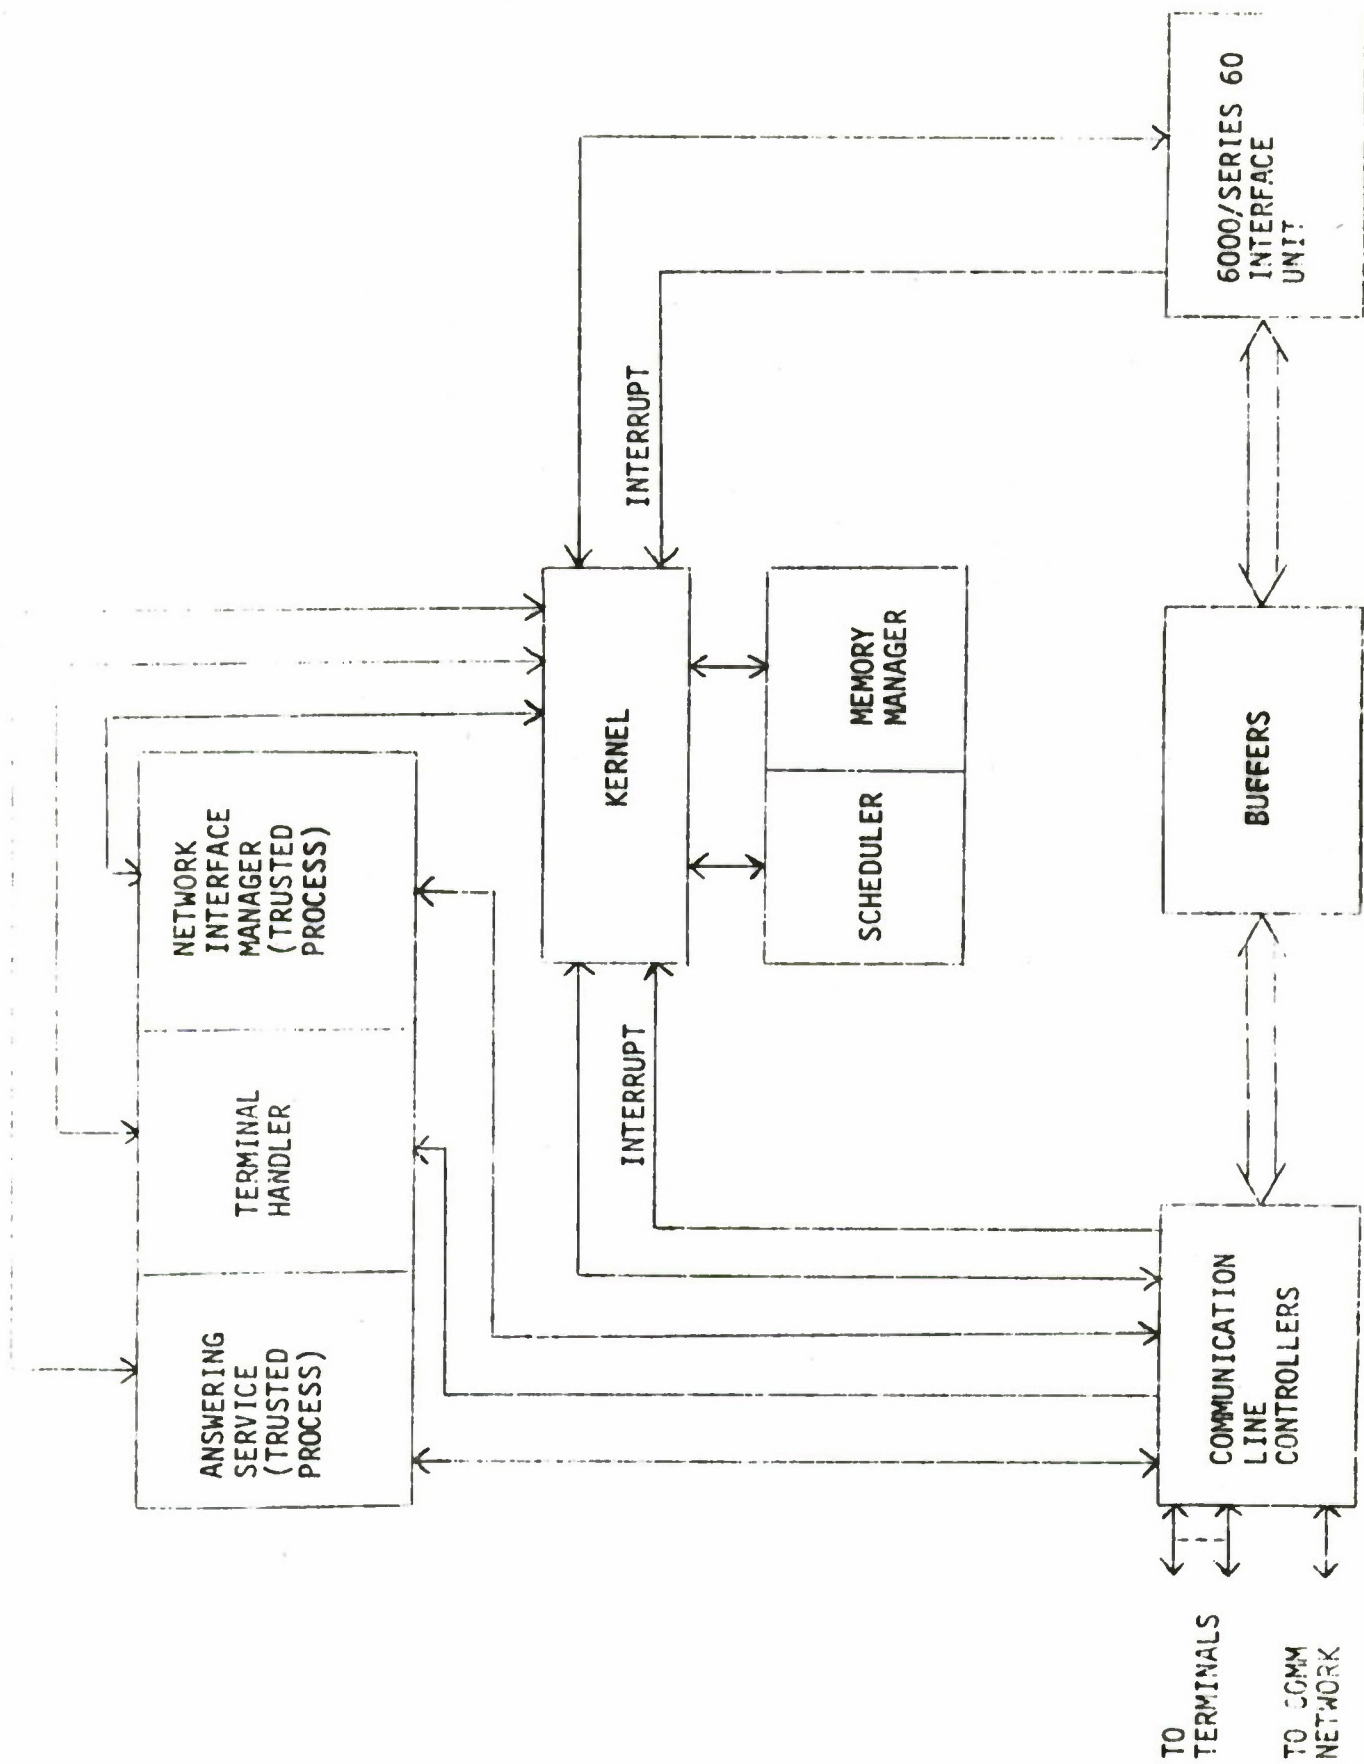 ANSWERING
SERVICE
(TRUSTED
PROCESS)
TERMINAL
HANDLER
NETWORK
INTERFACE
MANAGER
(TRUSTED
PROCESS)
INTERRUPT
KERNEL
INTERRUPT
SCHEDULER
MEMORY
MANAGER
TO
TERMINALS
TO COMM
NETWORK
COMMUNICATION
LINE
CONTROLLERS
BUFFERS
6000/SERIES 60
INTERFACE
UNIT